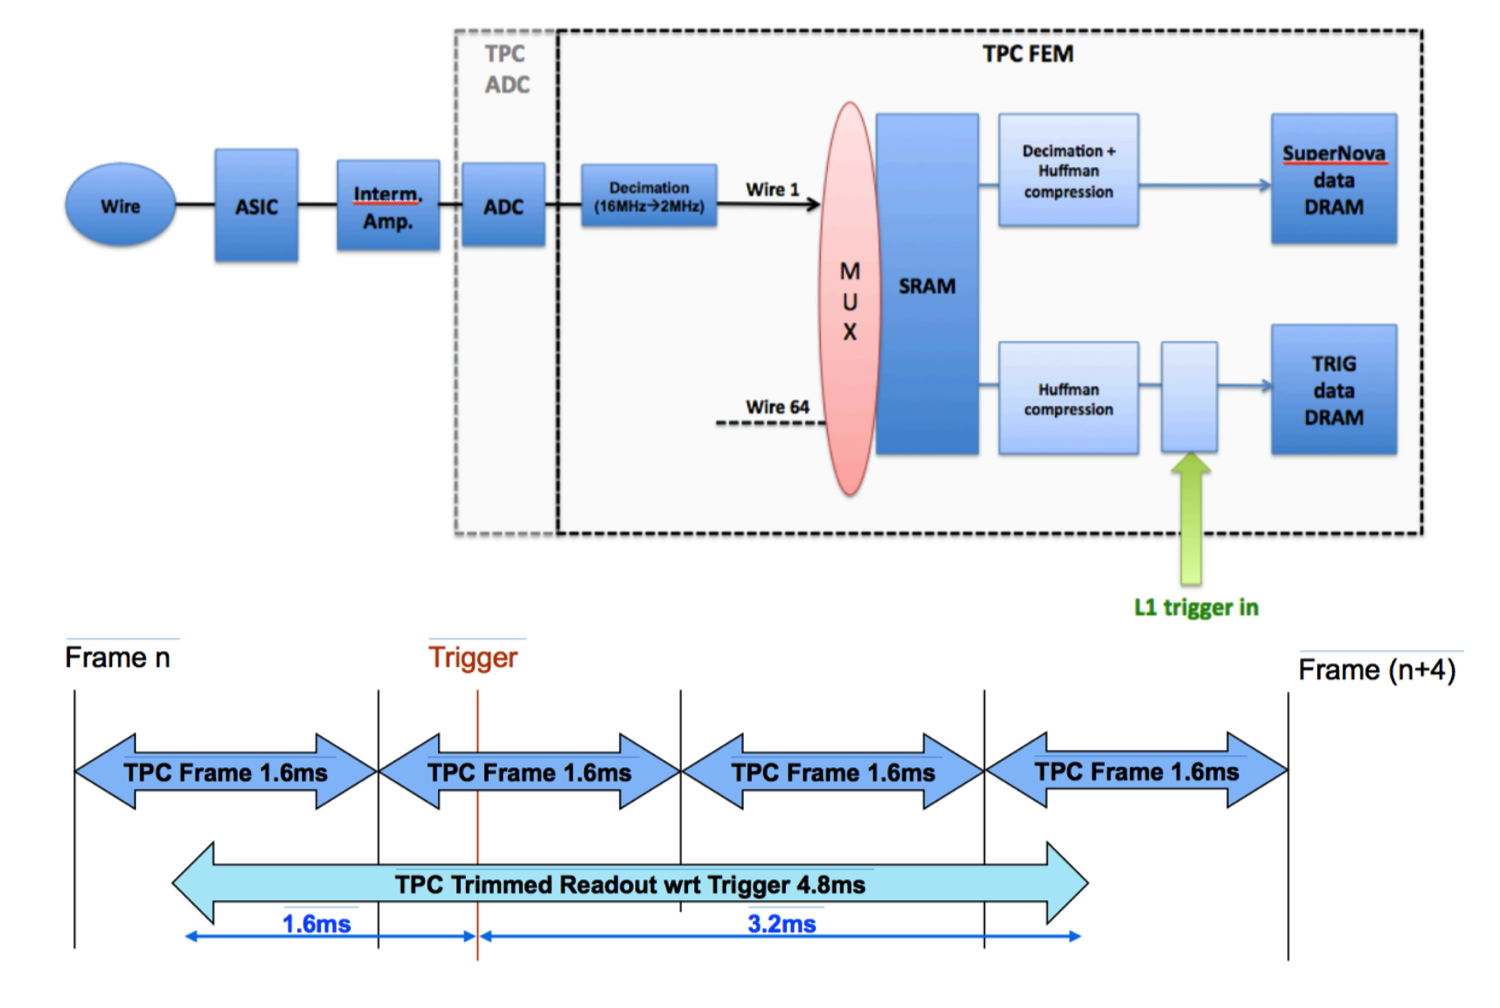 TPC
ADC
TPC FEM
Wire
ASIC
Interm.
Amp.
ADC
Decimation
(16MHz→2MHz)
Wire 1
Wire 64
M
U
X
SRAM
Decimation +
Huffman
compression
SuperNova
data
DRAM
Huffman
compression
TRIG
data
DRAM
L1 trigger in
Frame n
Trigger
Frame (n+4)
TPC Frame 1.6ms
TPC Frame 1.6ms
TPC Frame 1.6ms
TPC Frame 1.6ms
TPC Trimmed Readout wrt Trigger 4.8ms
1.6ms
3.2ms